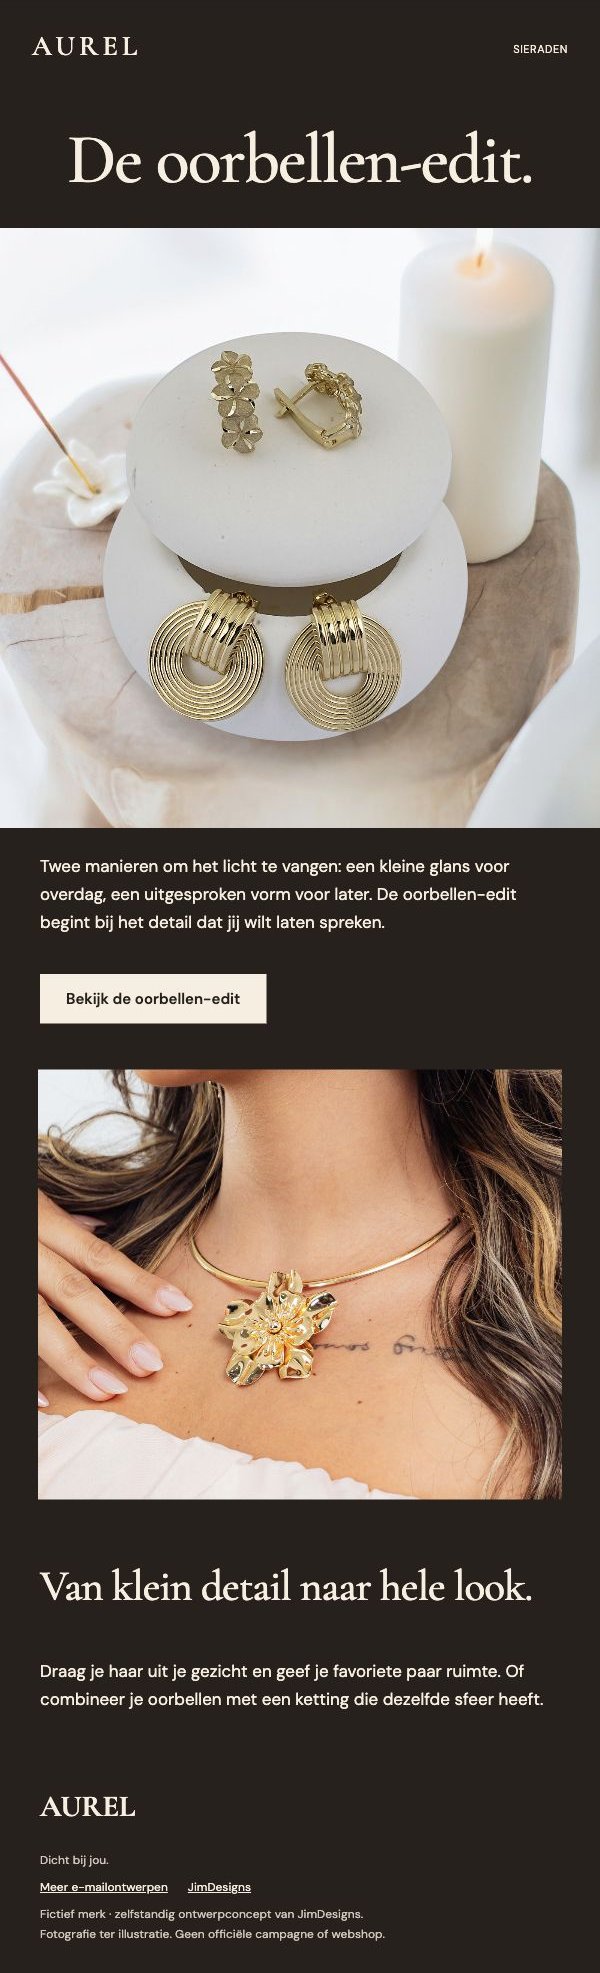 AUREL
SIERADEN
De oorbellen-edit.
Twee manieren om het licht te vangen: een kleine glans voor
overdag, een uitgesproken vorm voor later. De oorbellen-edit
begint bij het detail dat jij wilt laten spreken.
Bekijk de oorbellen-edit
Van klein detail naar hele look.
Draag je haar uit je gezicht en geef je favoriete paar ruimte. Of
combineer je oorbellen met een ketting die dezelfde sfeer heeft.
AUREL
Dicht bij jou.
Meer e-mailontwerpen JimDesigns
Fictief merk · zelfstandig ontwerpconcept van JimDesigns.
Fotografie ter illustratie. Geen officiële campagne of webshop.